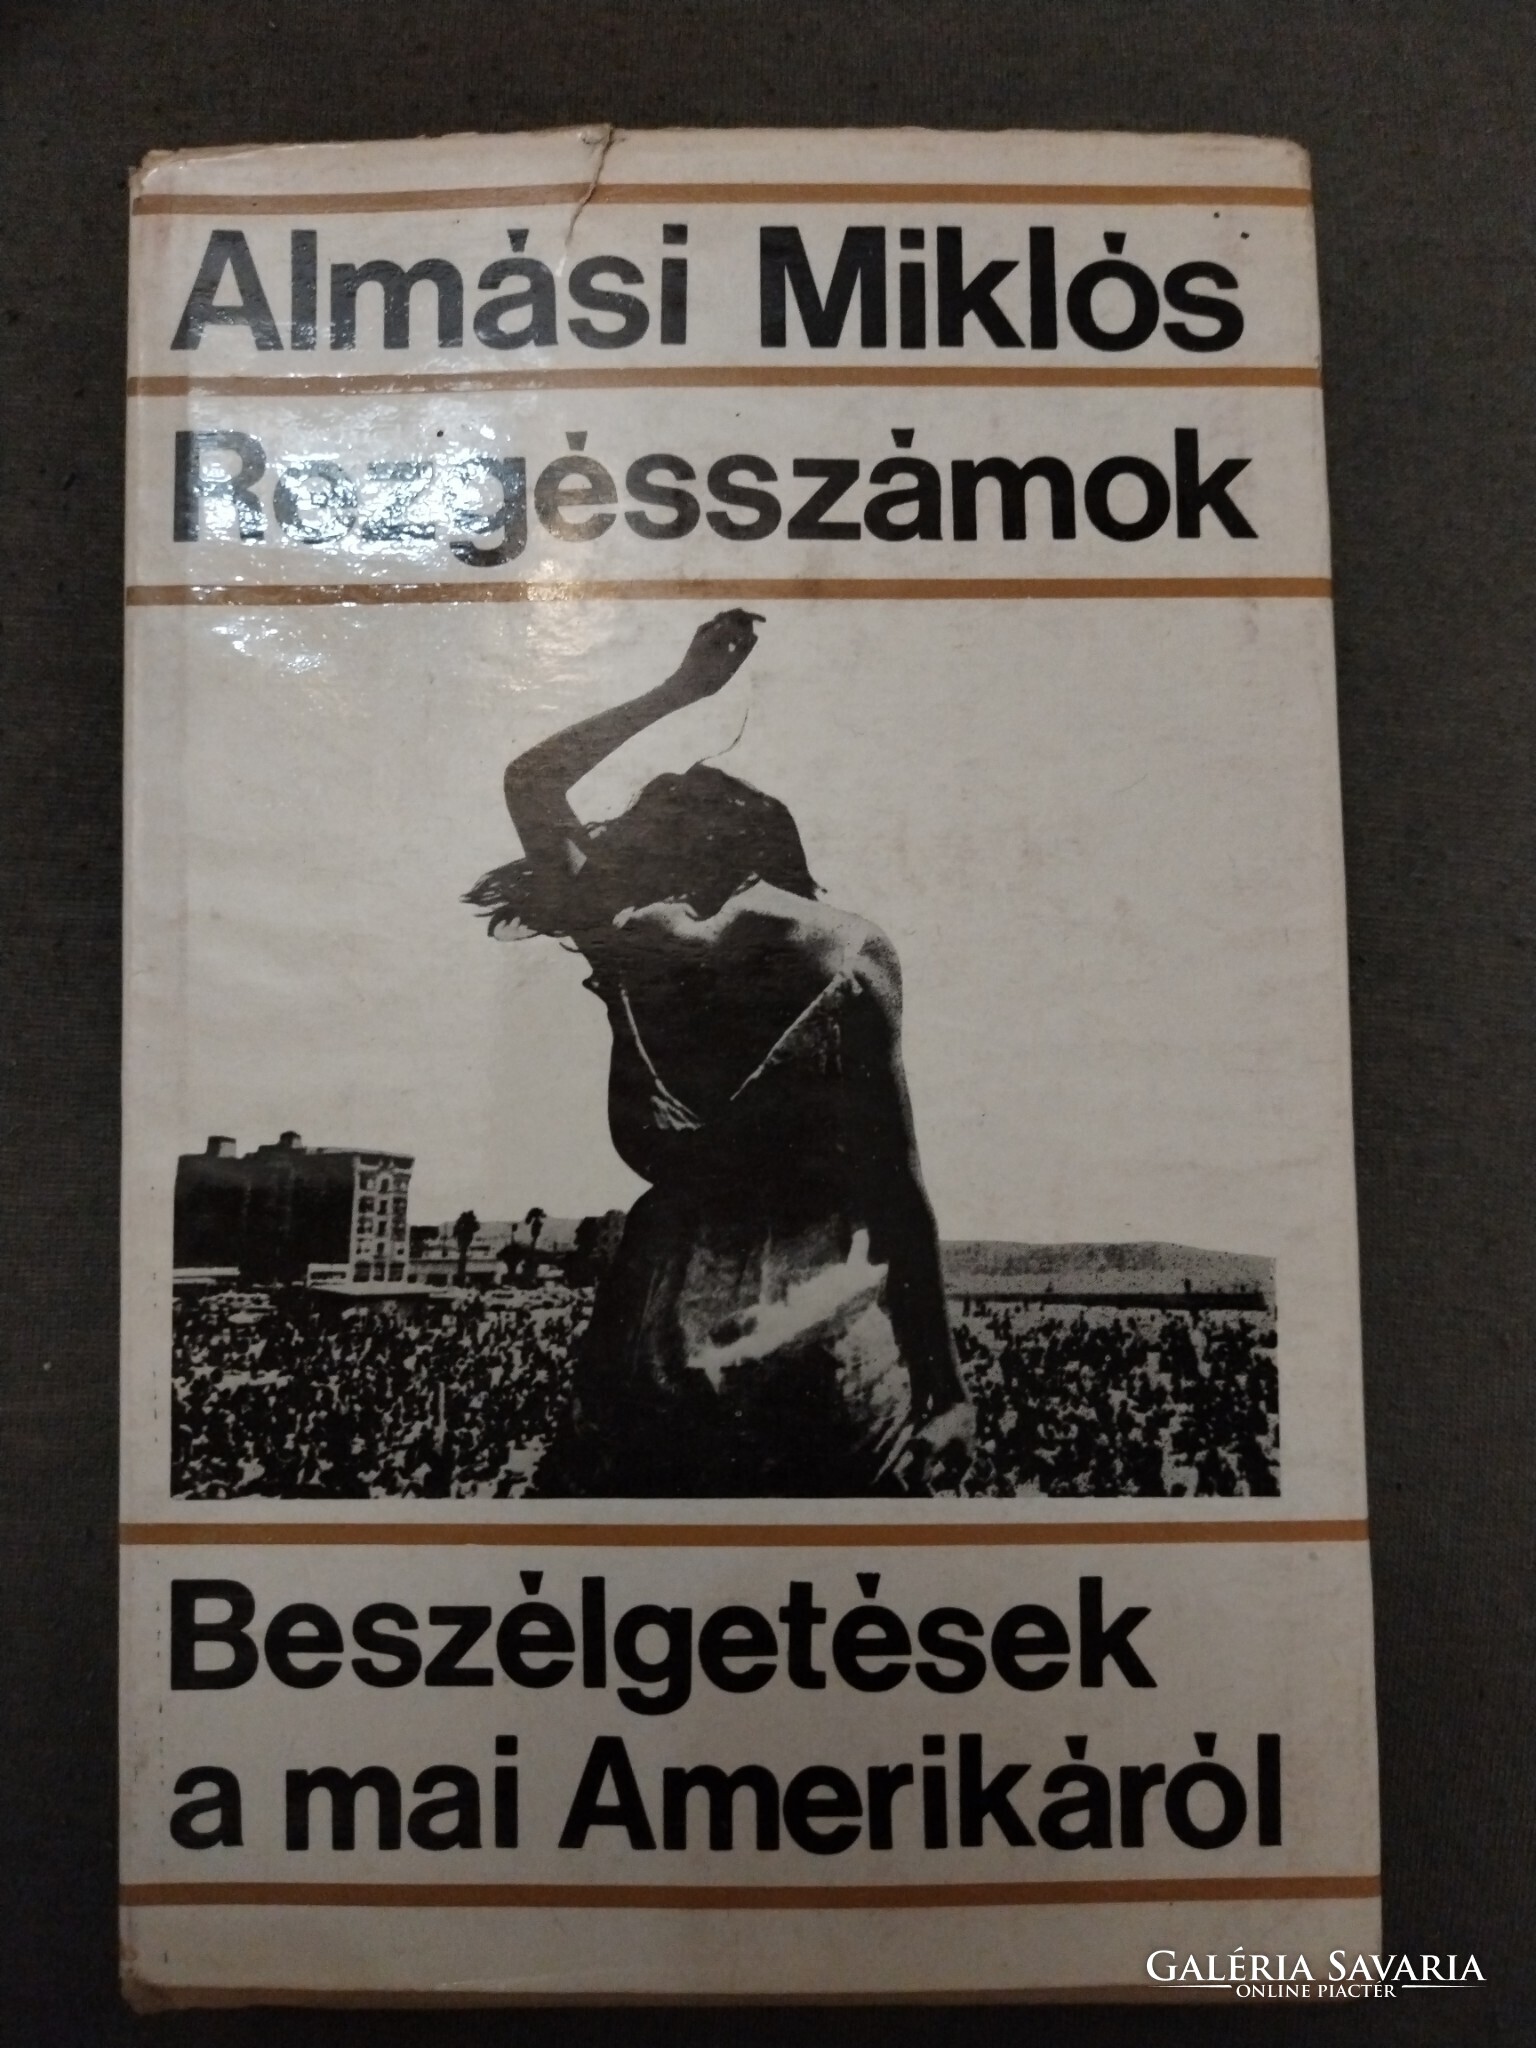 Almási Miklós
Rezgésszámok
Beszélgetések
a mai Amerikáról
GALÉRIA SAVARIA
ONLINE PIACTÉR